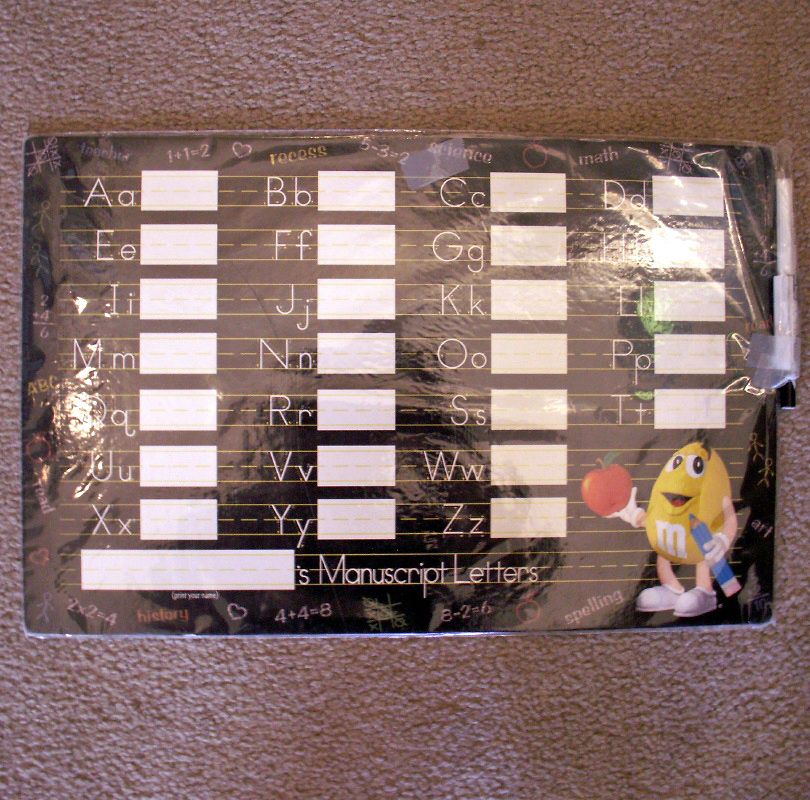 teacher 1+1=2 recess 5-3=2 science math
Aa Bb Cc Dd
Ee Ff Gg Hh
Ii Jj Kk Ll
Mm Nn Oo Pp
Qq Rr Ss Tt
Uu Vv Ww
Xx Yy Zz
's Manuscript Letters
(print your name)
2x2=4 history 4+4=8 8-2=6 spelling
ABC
read
art
m